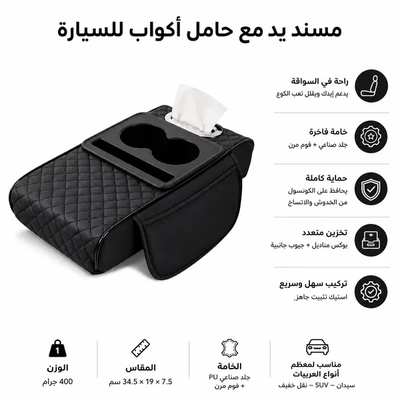 مسند يد مع حامل أكواب للسيارة
راحة في السواقة
يدعم إيدك ويقلل تعب الكوع
خامة فاخرة
جلد صناعي + فوم مرن
حماية كاملة
يحافظ على الكونسول
من الخدوش والاتساخ
تخزين متعدد
بوكس مناديل + جيوب جانبية
تركيب سهل وسريع
استيك تثبيت جاهز
مناسب لمعظم
أنواع العربيات
سيدان – SUV – نقل خفيف
الخامة
جلد صناعي PU
+ فوم مرن
المقاس
34.5 × 19 × 7.5 سم
1
الوزن
400 جرام